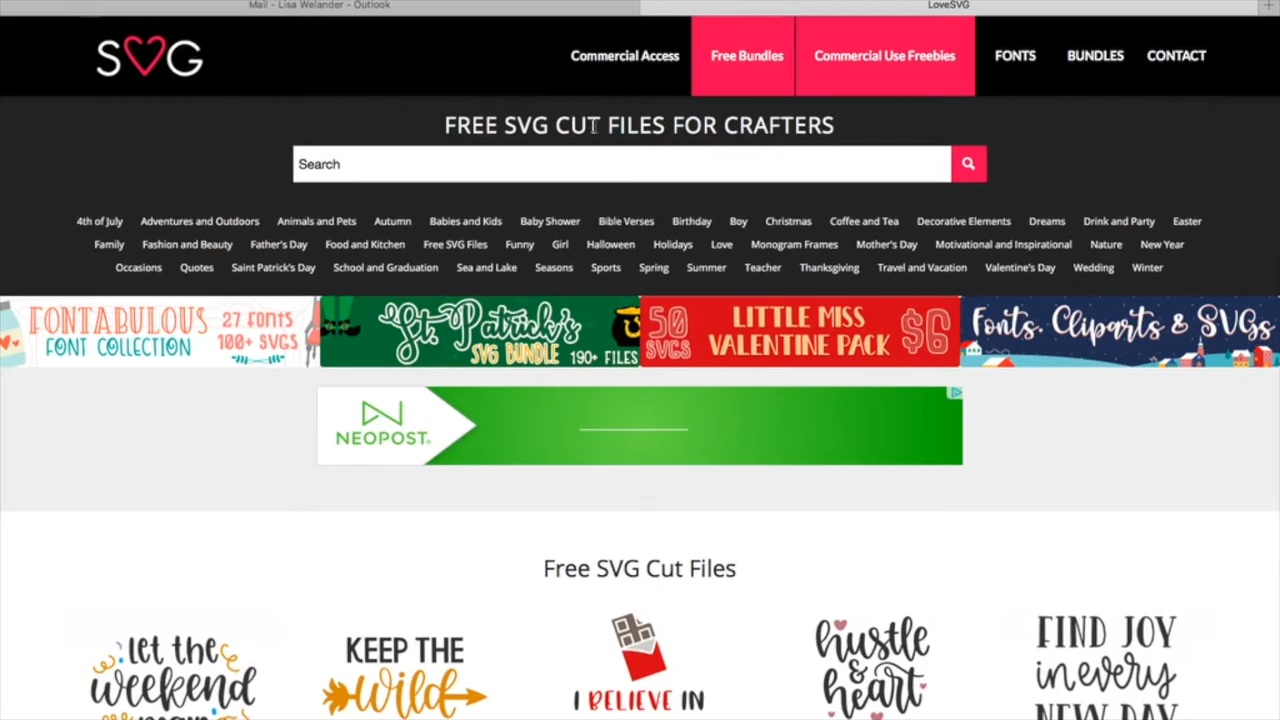 Mail - Lisa Welander - Outlook
LoveSVG
SVG
Commercial Access
Free Bundles
Commercial Use Freebies
FONTS
BUNDLES
CONTACT
FREE SVG CUT FILES FOR CRAFTERS
Search
4th of July Adventures and Outdoors Animals and Pets Autumn Babies and Kids Baby Shower Bible Verses Birthday Boy Christmas Coffee and Tea Decorative Elements Dreams Drink and Party Easter
Family Fashion and Beauty Father's Day Food and Kitchen Free SVG Files Funny Girl Halloween Holidays Love Monogram Frames Mother's Day Motivational and Inspirational Nature New Year
Occasions Quotes Saint Patrick's Day School and Graduation Sea and Lake Seasons Sports Spring Summer Teacher Thanksgiving Travel and Vacation Valentine's Day Wedding Winter
FONTABULOUS
FONT COLLECTION
27 FONTS
100+ SVGS
St. Patrick's
SVG BUNDLE 190+ FILES
50
SVGS
LITTLE MISS
VALENTINE PACK
$6
Fonts, Cliparts & SVGs
NEOPOST
Free SVG Cut Files
let the
weekend
KEEP THE
wild
I BELIEVE IN
hustle
&
heart
FIND JOY
in every
NEW DAY